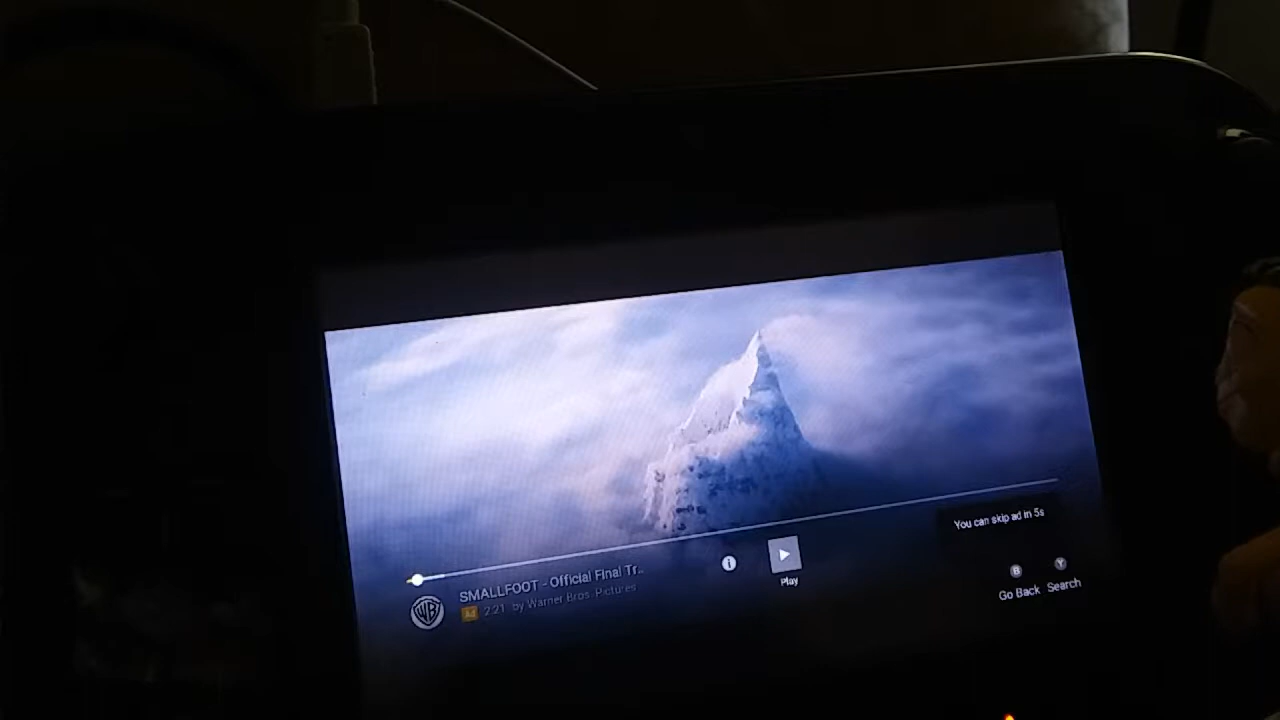 You can skip ad in 5s
SMALLFOOT - Official Final Tr...
Ad 2:21 by Warner Bros. Pictures
WB
i
Play
B
Y
Go Back Search